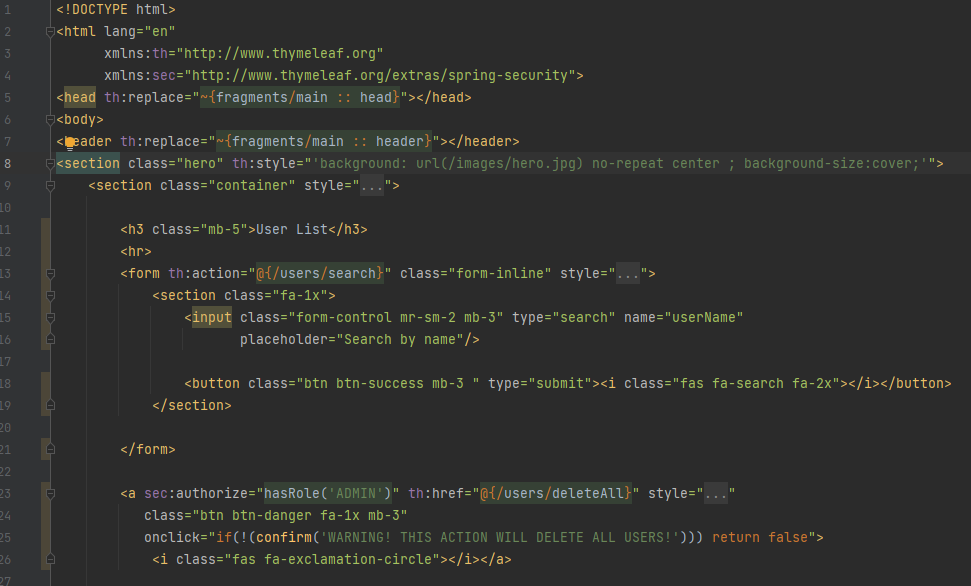 1 <!DOCTYPE html>
2 <html lang="en"
3 xmlns:th="http://www.thymeleaf.org"
4 xmlns:sec="http://www.thymeleaf.org/extras/spring-security">
5 <head th:replace="~{fragments/main :: head}"></head>
6 <body>
7 <header th:replace="~{fragments/main :: header}"></header>
8 <section class="hero" th:style="'background: url(/images/hero.jpg) no-repeat center ; background-size:cover;'">
9 <section class="container" style="...">
10
11 <h3 class="mb-5">User List</h3>
12 <hr>
13 <form th:action="@{/users/search}" class="form-inline" style="...">
14 <section class="fa-1x">
15 <input class="form-control mr-sm-2 mb-3" type="search" name="userName"
16 placeholder="Search by name"/>
17
18 <button class="btn btn-success mb-3 " type="submit"><i class="fas fa-search fa-2x"></i></button>
19 </section>
20
21 </form>
22
23 <a sec:authorize="hasRole('ADMIN')" th:href="@{/users/deleteAll}" style="..."
24 class="btn btn-danger fa-1x mb-3"
25 onclick="if(!(confirm('WARNING! THIS ACTION WILL DELETE ALL USERS!'))) return false">
26 <i class="fas fa-exclamation-circle"></i></a>
27